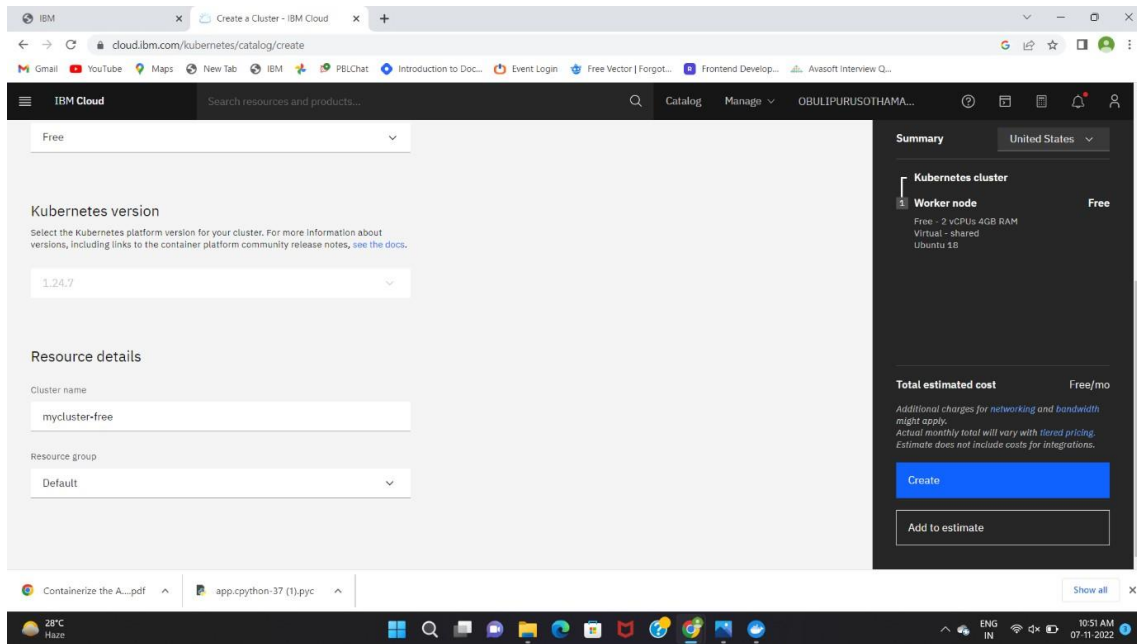 IBM
Create a Cluster - IBM Cloud
cloud.ibm.com/kubernetes/catalog/create
Gmail YouTube Maps New Tab IBM PBLChat Introduction to Doc... Event Login Free Vector | Forgot... Frontend Develop... Avasoft Interview Q...
IBM Cloud
Search resources and products...
Catalog Manage OBULIPURUSOTHAMA...
Free
Kubernetes version
Select the Kubernetes platform version for your cluster. For more information about
versions, including links to the container platform community release notes, see the docs.
1.24.7
Resource details
Cluster name
mycluster-free
Resource group
Default
Summary
United States
Kubernetes cluster
1 Worker node Free
Free - 2 vCPUs 4GB RAM
Virtual - shared
Ubuntu 18
Total estimated cost Free/mo
Additional charges for networking and bandwidth
might apply.
Actual monthly total will vary with tiered pricing.
Estimate does not include costs for integrations.
Create
Add to estimate
Containerize the A....pdf
app.cpython-37 (1).pyc
Show all
28°C
Haze
ENG
IN
10:51 AM
07-11-2022